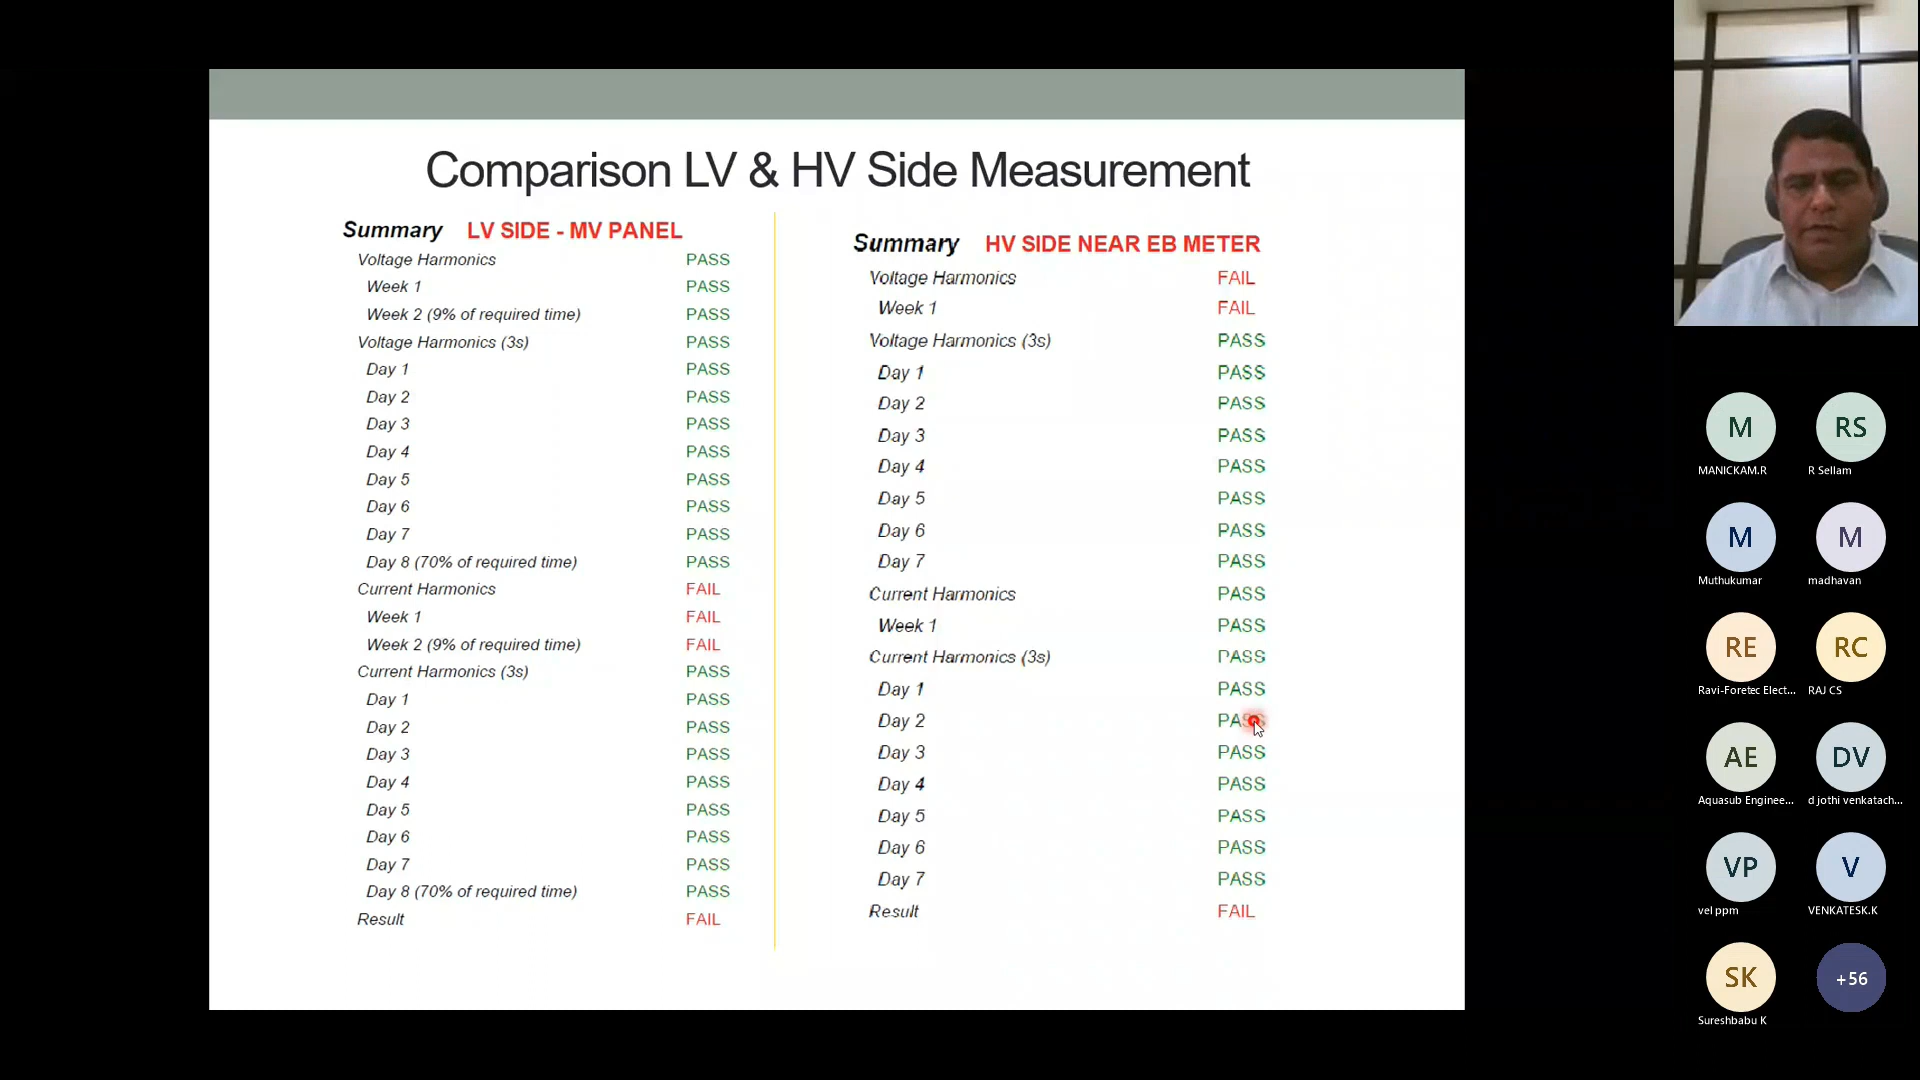 Comparison LV & HV Side Measurement
Summary LV SIDE - MV PANEL
Voltage Harmonics PASS
Week 1 PASS
Week 2 (9% of required time) PASS
Voltage Harmonics (3s) PASS
Day 1 PASS
Day 2 PASS
Day 3 PASS
Day 4 PASS
Day 5 PASS
Day 6 PASS
Day 7 PASS
Day 8 (70% of required time) PASS
Current Harmonics FAIL
Week 1 FAIL
Week 2 (9% of required time) FAIL
Current Harmonics (3s) PASS
Day 1 PASS
Day 2 PASS
Day 3 PASS
Day 4 PASS
Day 5 PASS
Day 6 PASS
Day 7 PASS
Day 8 (70% of required time) PASS
Result FAIL
Summary HV SIDE NEAR EB METER
Voltage Harmonics FAIL
Week 1 FAIL
Voltage Harmonics (3s) PASS
Day 1 PASS
Day 2 PASS
Day 3 PASS
Day 4 PASS
Day 5 PASS
Day 6 PASS
Day 7 PASS
Current Harmonics PASS
Week 1 PASS
Current Harmonics (3s) PASS
Day 1 PASS
Day 2 PASS
Day 3 PASS
Day 4 PASS
Day 5 PASS
Day 6 PASS
Day 7 PASS
Result FAIL
M RS
MANICKAM.R R Sellam
M M
Muthukumar madhavan
RE RC
Ravi-Foretec Elect... RAJ CS
AE DV
Aquasub Enginee... d jothi venkatach...
VP V
vel ppm VENKATESK.K
SK +56
Sureshbabu K